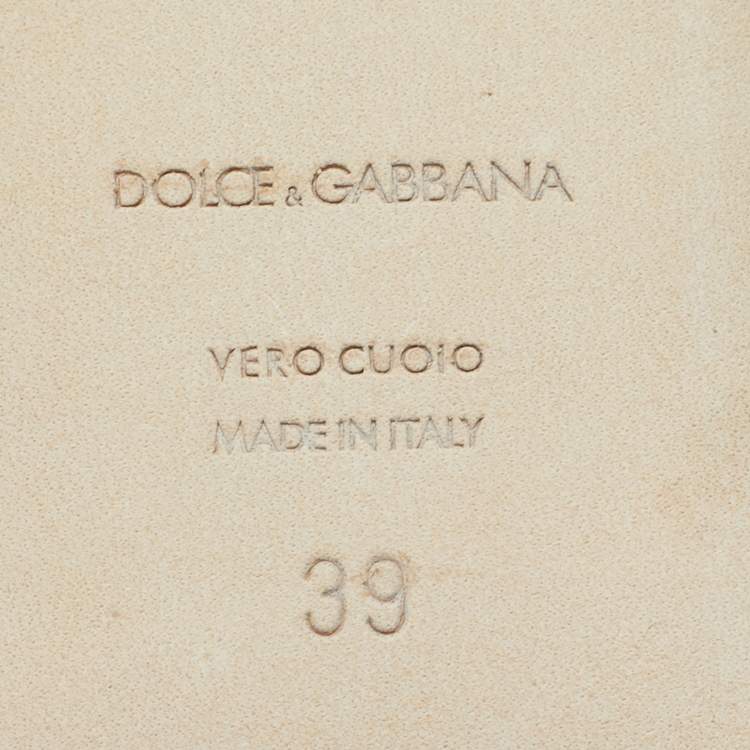 DOLCE & GABBANA
VERO CUOIO
MADE IN ITALY
39